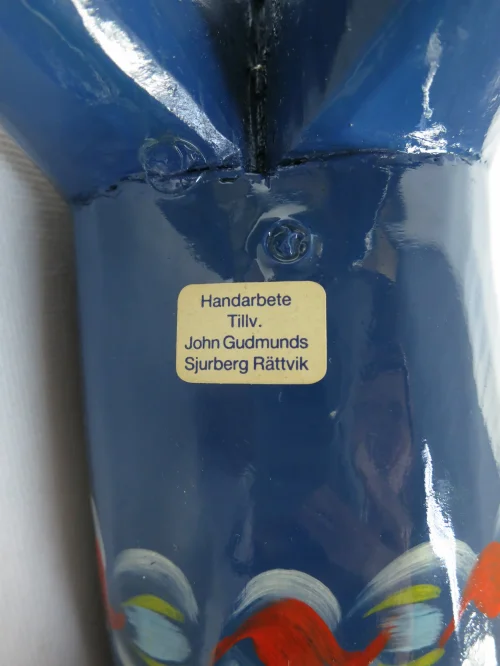 Handarbete
Tillv.
John Gudmunds
Sjurberg Rättvik